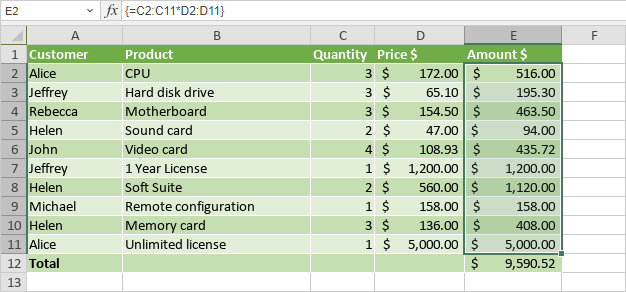 E2 fx {=C2:C11*D2:D11}
A B C D E F
1 Customer Product Quantity Price $ Amount $
2 Alice CPU 3 $ 172.00 $ 516.00
3 Jeffrey Hard disk drive 3 $ 65.10 $ 195.30
4 Rebecca Motherboard 3 $ 154.50 $ 463.50
5 Helen Sound card 2 $ 47.00 $ 94.00
6 John Video card 4 $ 108.93 $ 435.72
7 Jeffrey 1 Year License 1 $ 1,200.00 $ 1,200.00
8 Helen Soft Suite 2 $ 560.00 $ 1,120.00
9 Michael Remote configuration 1 $ 158.00 $ 158.00
10 Helen Memory card 3 $ 136.00 $ 408.00
11 Alice Unlimited license 1 $ 5,000.00 $ 5,000.00
12 Total $ 9,590.52
13